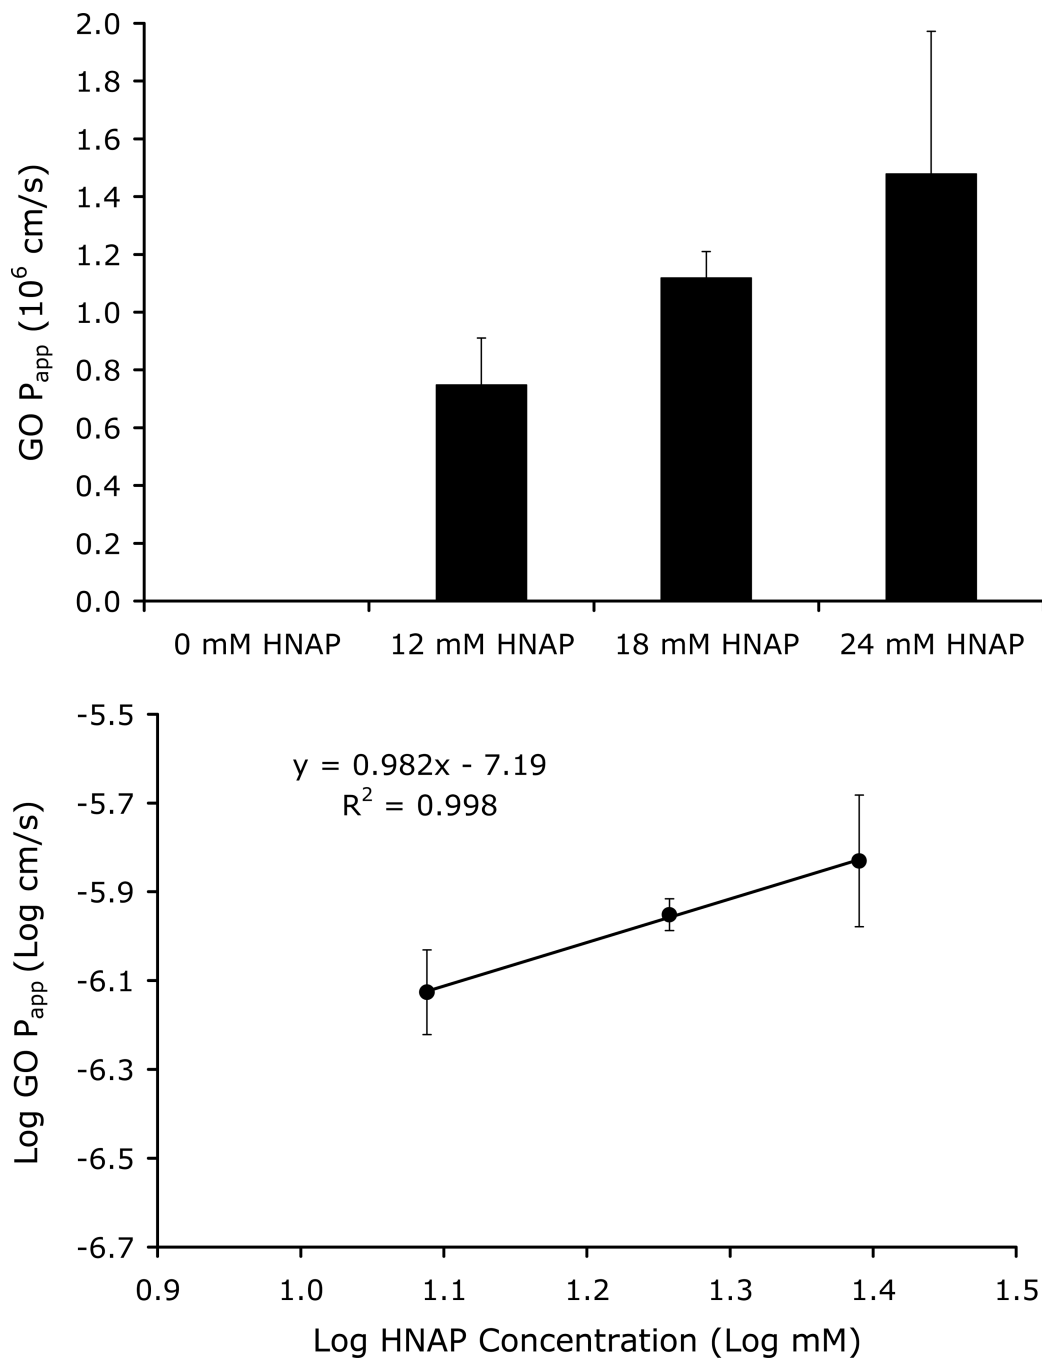 2.0
1.8
1.6
1.4
1.2
1.0
0.8
0.6
0.4
0.2
0.0
GO Papp (10⁶ cm/s)
0 mM HNAP 12 mM HNAP 18 mM HNAP 24 mM HNAP
-5.5
-5.7
-5.9
-6.1
-6.3
-6.5
-6.7
Log GO Papp (Log cm/s)
y = 0.982x - 7.19
R² = 0.998
0.9 1.0 1.1 1.2 1.3 1.4 1.5
Log HNAP Concentration (Log mM)